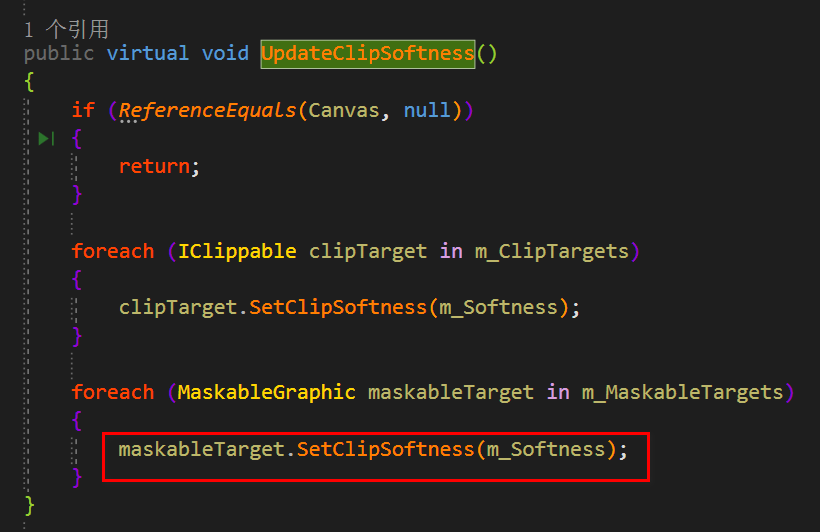 1 个引用
public virtual void UpdateClipSoftness()
{
if (ReferenceEquals(Canvas, null))
{
return;
}
foreach (IClippable clipTarget in m_ClipTargets)
{
clipTarget.SetClipSoftness(m_Softness);
}
foreach (MaskableGraphic maskableTarget in m_MaskableTargets)
{
maskableTarget.SetClipSoftness(m_Softness);
}
}